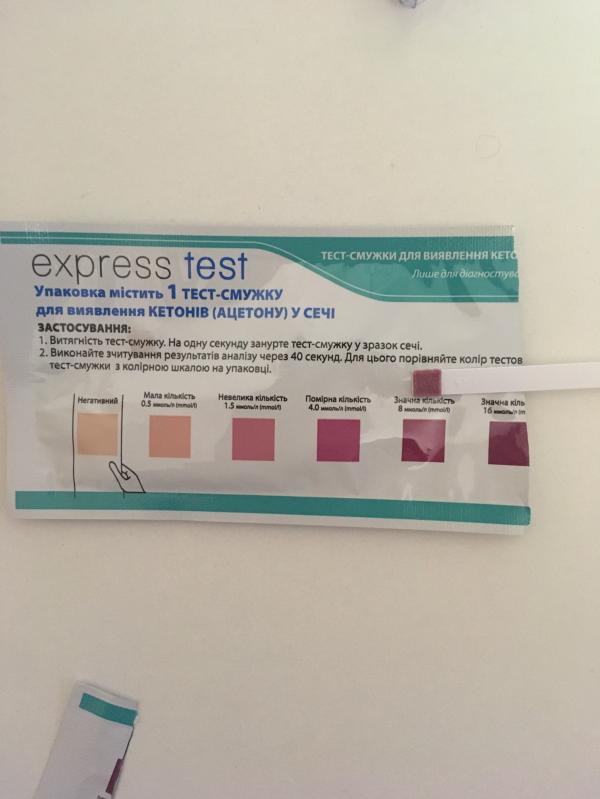 express test
ТЕСТ-СМУЖКИ ДЛЯ ВИЯВЛЕННЯ КЕТО
Лише для діагностув
Упаковка містить 1 ТЕСТ-СМУЖКУ
для виявлення КЕТОНІВ (АЦЕТОНУ) У СЕЧІ
ЗАСТОСУВАННЯ:
1. Витягність тест-смужку. На одну секунду занурте тест-смужку у зразок сечі.
2. Виконайте зчитування результатів аналізу через 40 секунд. Для цього порівняйте колір тестов
тест-смужки з колірною шкалою на упаковці.
Негативний
Мала кількість
0.5 ммоль/л (mmol/l)
Невелика кількість
1.5 ммоль/л (mmol/l)
Помірна кількість
4.0 ммоль/л (mmol/l)
Значна кількість
8 ммоль/л (mmol/l)
Значна кіль
16 ммоль/л (m